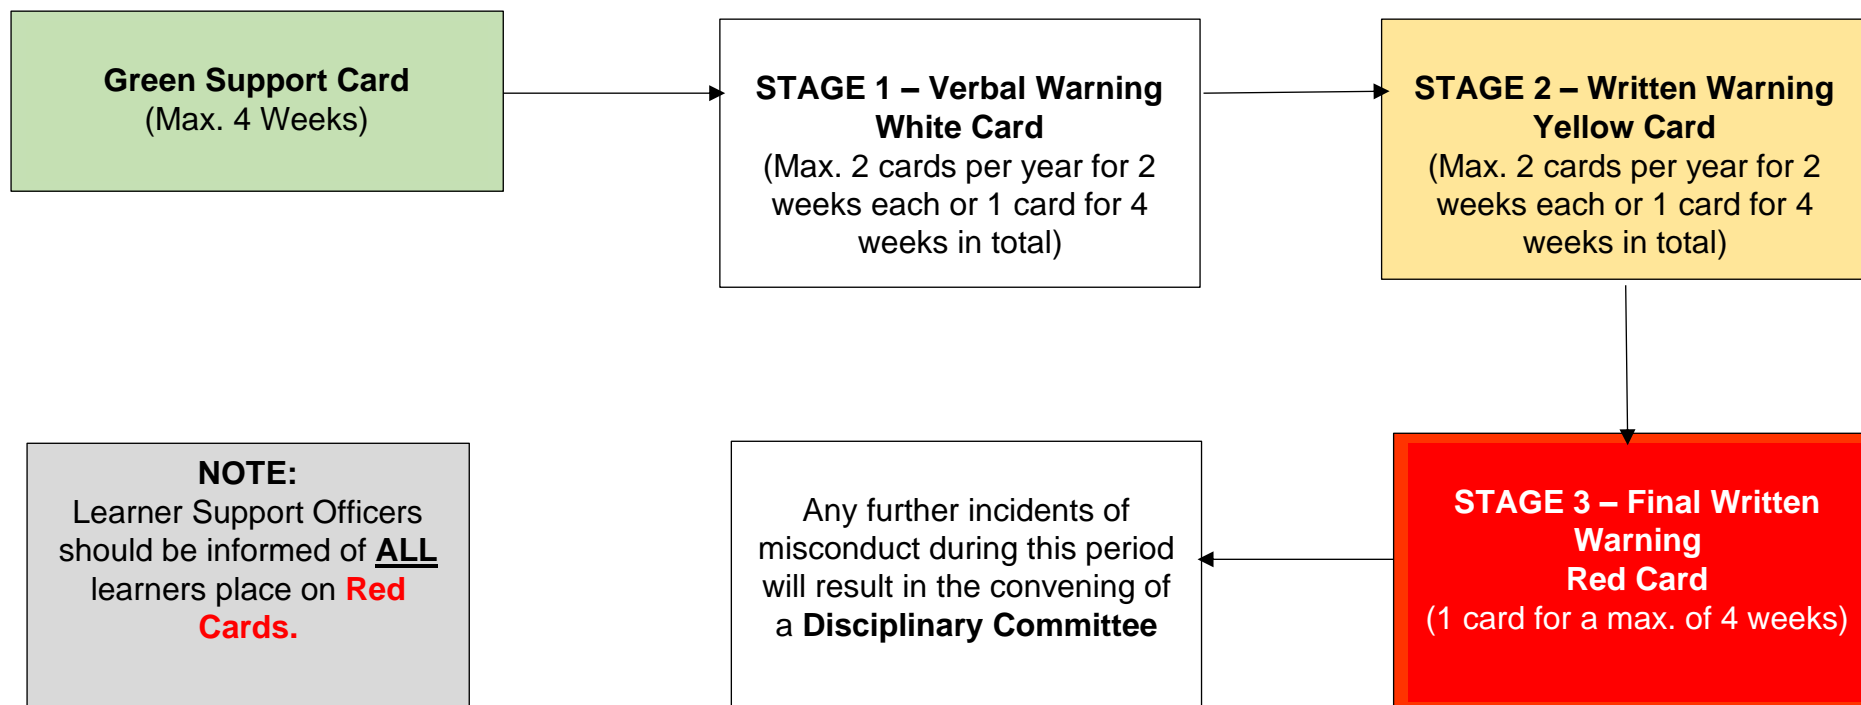 Green Support Card
(Max. 4 Weeks)
STAGE 1 – Verbal Warning
White Card
(Max. 2 cards per year for 2
weeks each or 1 card for 4
weeks in total)
STAGE 2 – Written Warning
Yellow Card
(Max. 2 cards per year for 2
weeks each or 1 card for 4
weeks in total)
STAGE 3 – Final Written
Warning
Red Card
(1 card for a max. of 4 weeks)
Any further incidents of
misconduct during this period
will result in the convening of
a Disciplinary Committee
NOTE:
Learner Support Officers
should be informed of ALL
learners place on Red
Cards.